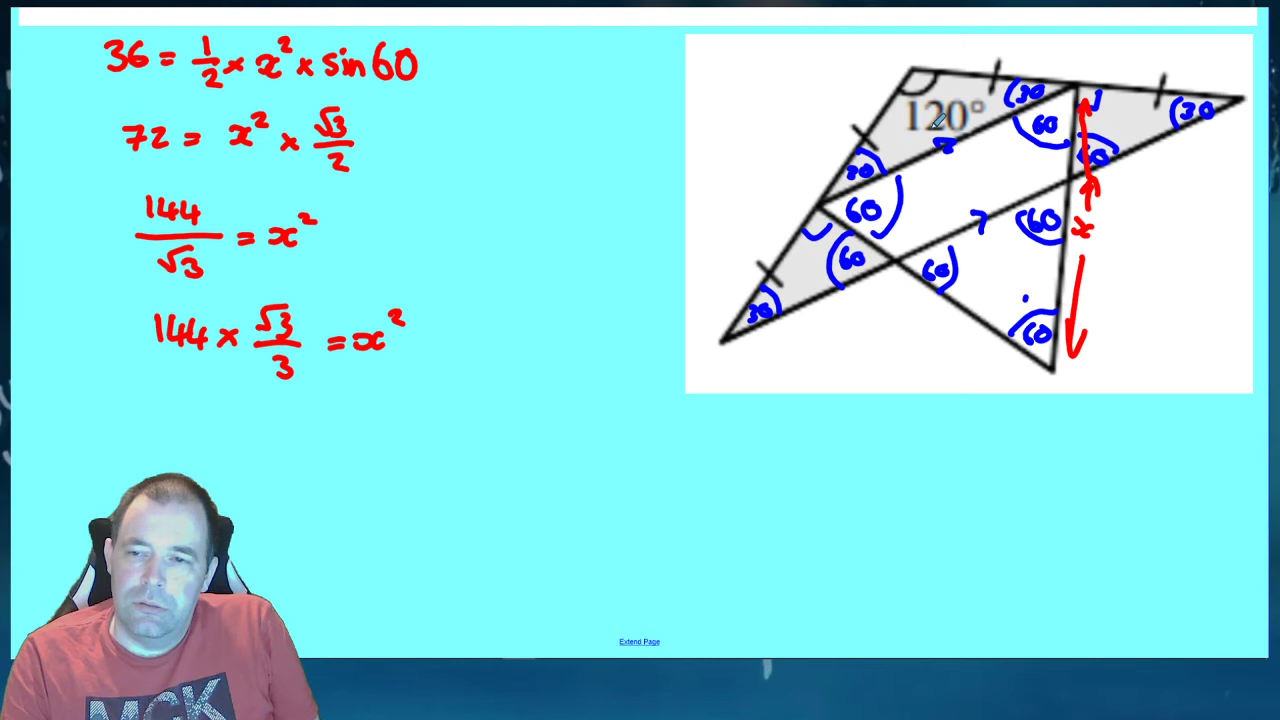 36 = 1/2 × x² × sin 60
72 = x² × √3/2
144/√3 = x²
144 × √3/3 = x²
120°
30
30
60
60
30
60
60
60
60
30
60
x
Extend Page
MCK